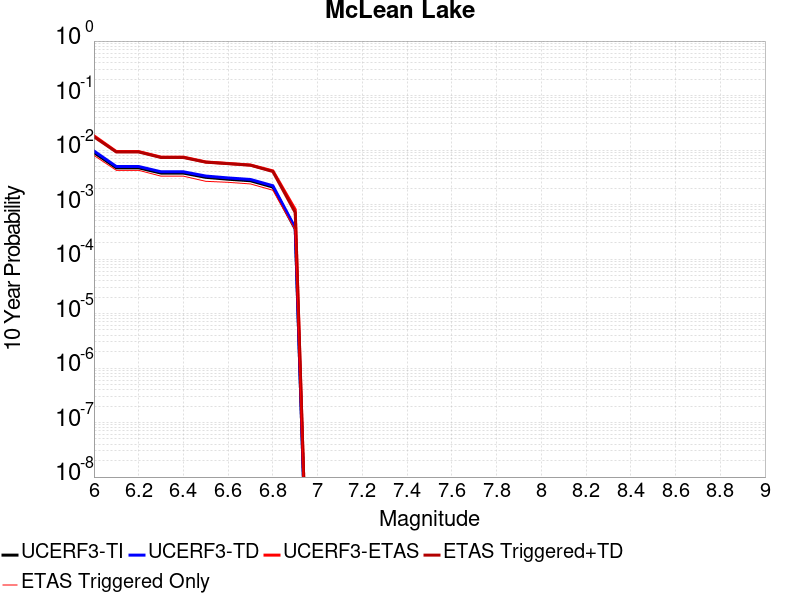 McLean Lake
10 Year Probability
10^0
10^-1
10^-2
10^-3
10^-4
10^-5
10^-6
10^-7
10^-8
6 6.2 6.4 6.6 6.8 7 7.2 7.4 7.6 7.8 8 8.2 8.4 8.6 8.8 9
Magnitude
UCERF3-TI UCERF3-TD UCERF3-ETAS ETAS Triggered+TD
ETAS Triggered Only